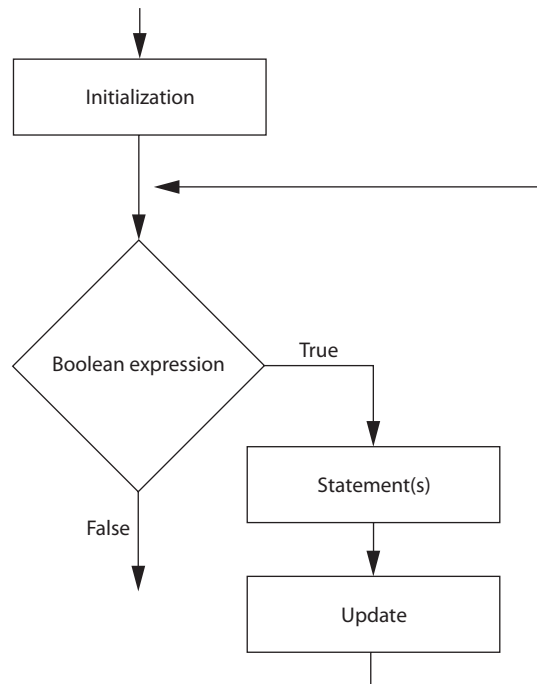 Initialization
Boolean expression
True
Statement(s)
False
Update